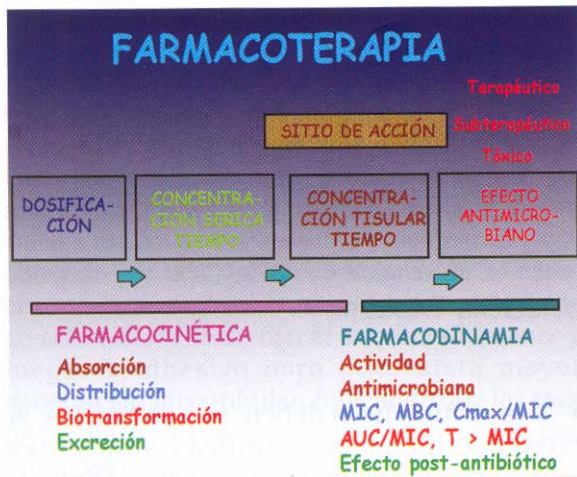 FARMACOTERAPIA
Terapéutico
SITIO DE ACCIÓN
Subterapéutico
Tóxico
DOSIFICA-
CIÓN
CONCENTRA-
CIÓN SERICA
TIEMPO
CONCENTRA-
CIÓN TISULAR
TIEMPO
EFECTO
ANTIMICRO-
BIANO
FARMACOCINÉTICA
Absorción
Distribución
Biotransformación
Excreción
FARMACODINAMIA
Actividad
Antimicrobiana
MIC, MBC, Cmax/MIC
AUC/MIC, T > MIC
Efecto post-antibiótico